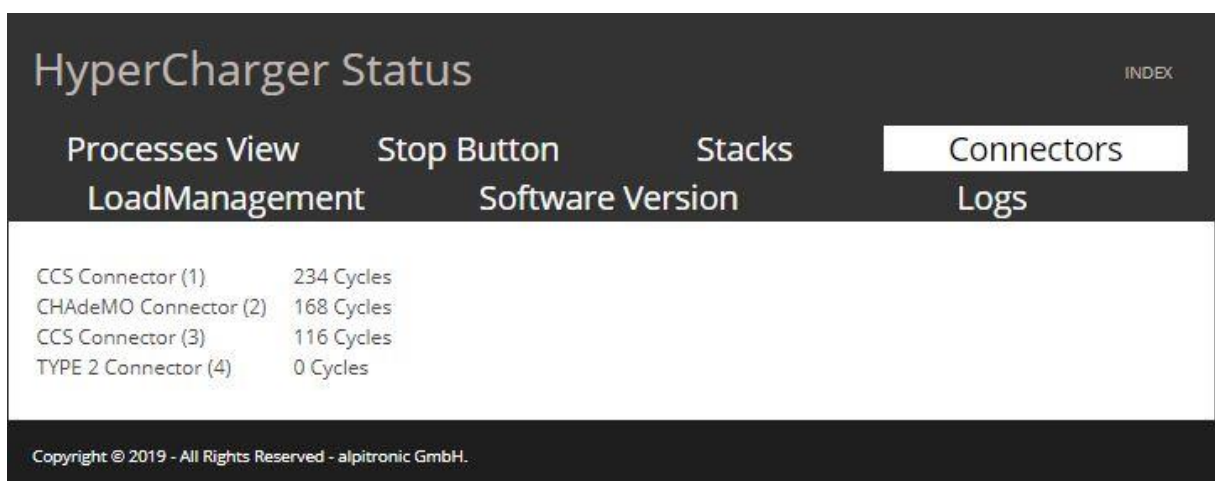 HyperCharger Status
INDEX
Processes View Stop Button Stacks Connectors
LoadManagement Software Version Logs
CCS Connector (1) 234 Cycles
CHAdeMO Connector (2) 168 Cycles
CCS Connector (3) 116 Cycles
TYPE 2 Connector (4) 0 Cycles
Copyright © 2019 - All Rights Reserved - alpitronic GmbH.